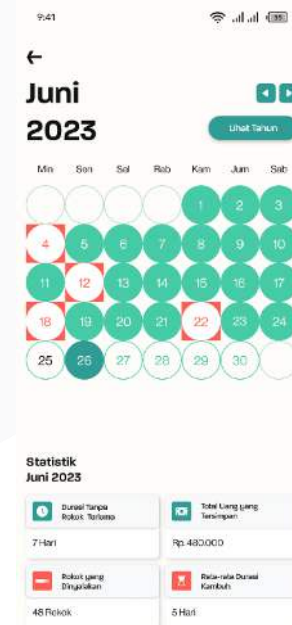 9:41
Juni
2023
Lihat Tahun
Min Sen Sel Rab Kam Jum Sab
1 2 3
4 5 6 7 8 9 10
11 12 13 14 15 16 17
18 19 20 21 22 23 24
25 26 27 28 29 30
Statistik
Juni 2023
Durasi Tanpa
Rokok Terlama
Total Uang yang
Tersimpan
7 Hari
Rp. 480.000
Rokok yang
Dinyalakan
Rata-rata Durasi
Kambuh
48 Rokok
5 Hari